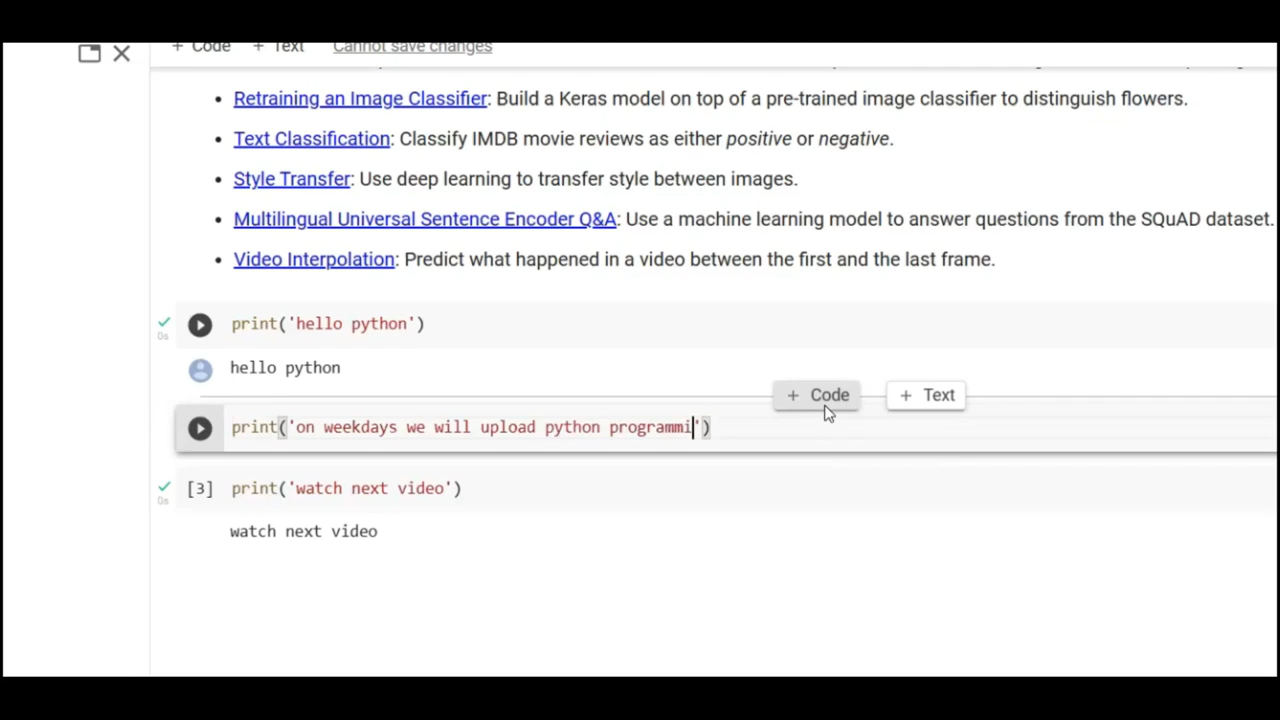 + Code + Text Cannot save changes
Retraining an Image Classifier: Build a Keras model on top of a pre-trained image classifier to distinguish flowers.
Text Classification: Classify IMDB movie reviews as either positive or negative.
Style Transfer: Use deep learning to transfer style between images.
Multilingual Universal Sentence Encoder Q&A: Use a machine learning model to answer questions from the SQuAD dataset.
Video Interpolation: Predict what happened in a video between the first and the last frame.
print('hello python')
0s
hello python
+ Code + Text
print('on weekdays we will upload python programmi')
[3] print('watch next video')
0s
watch next video